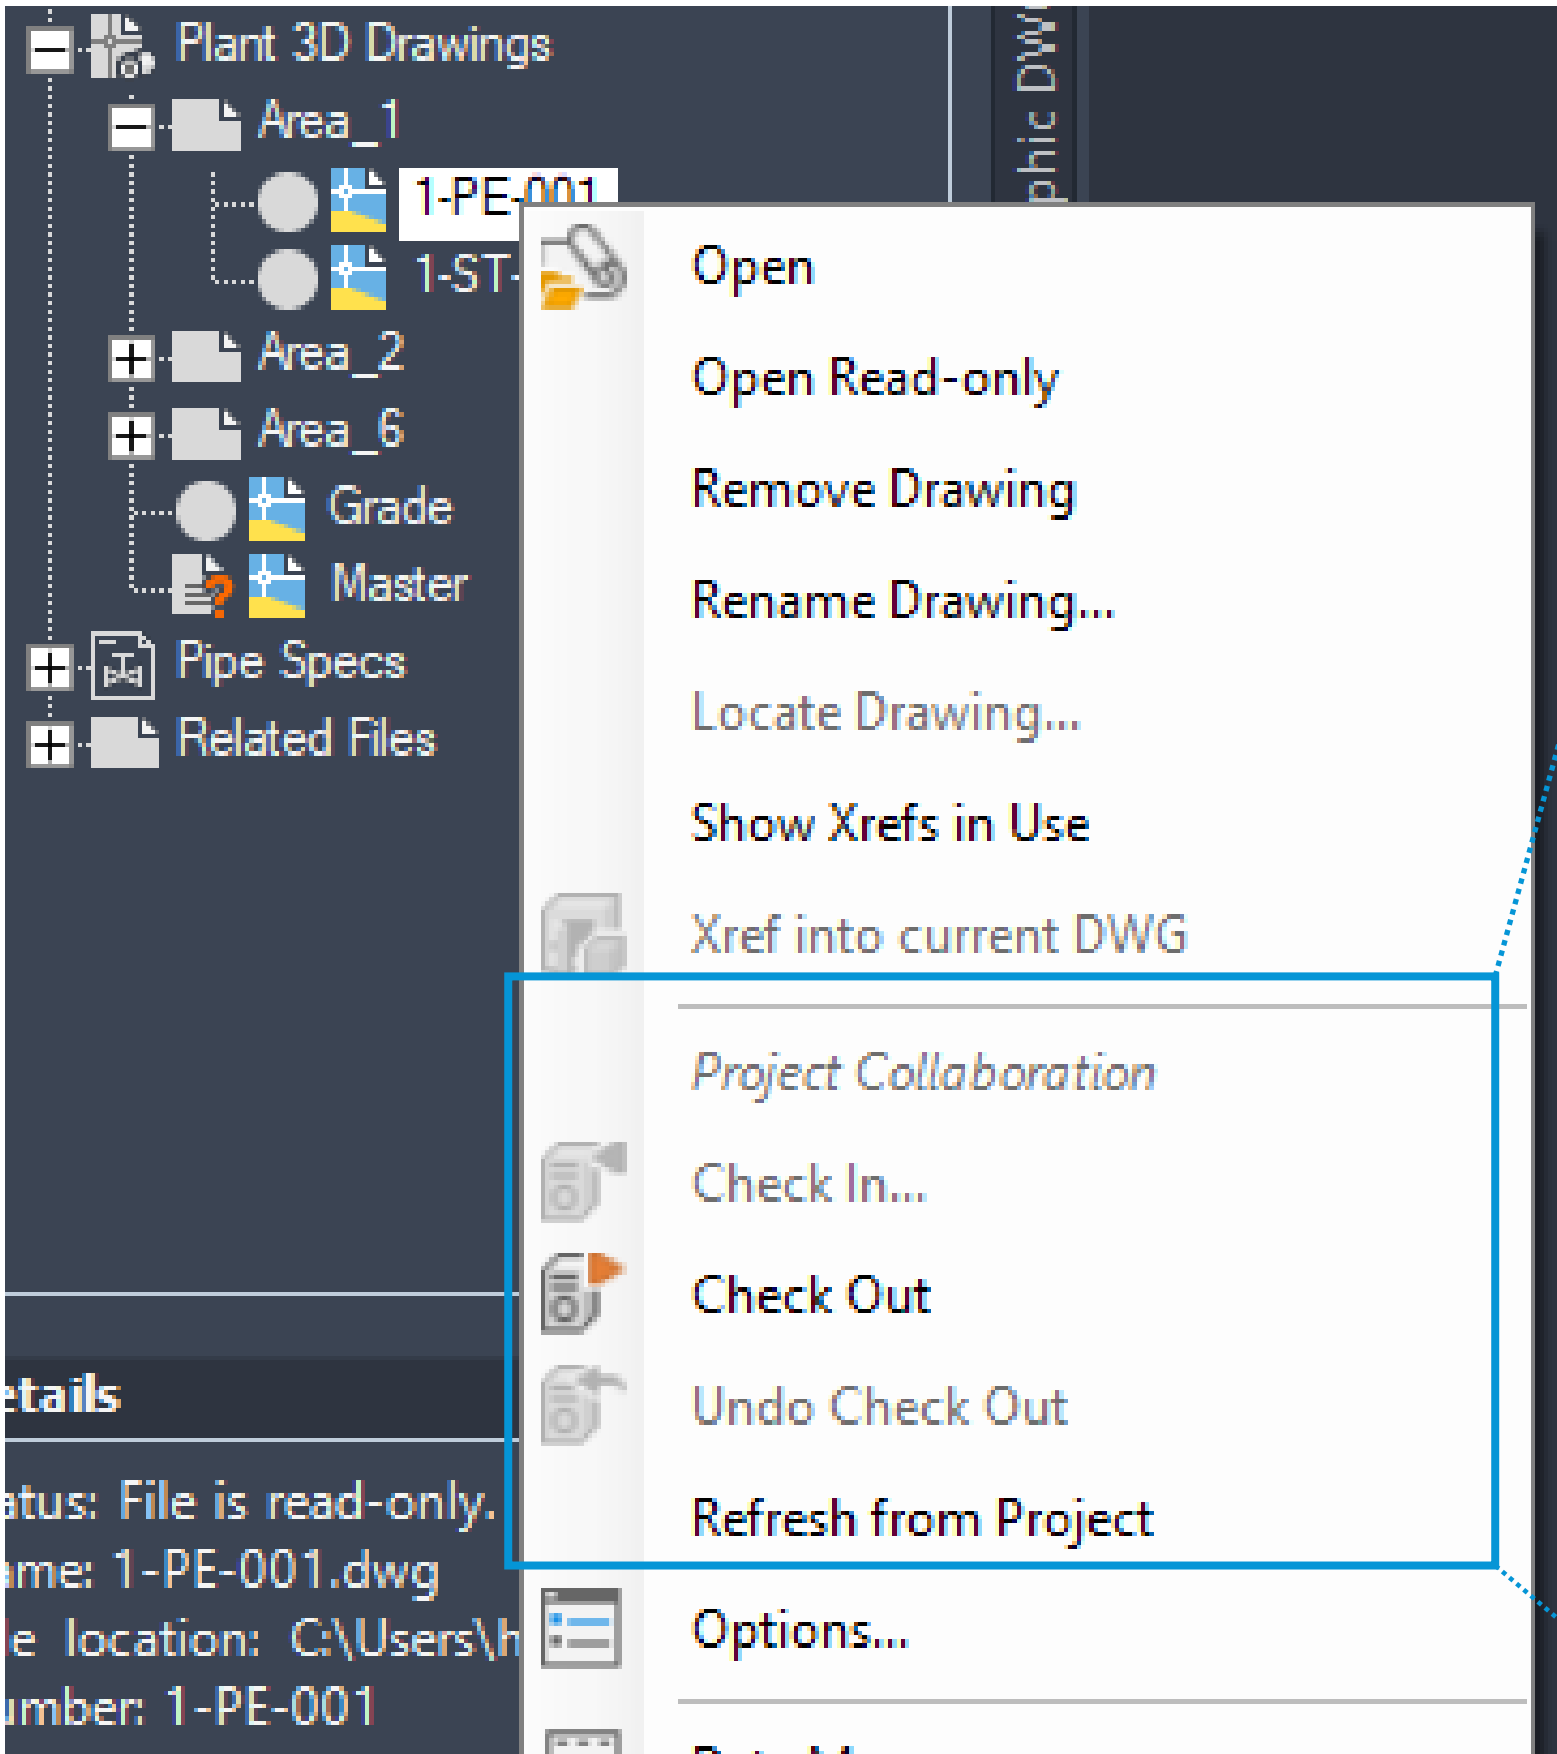 Plant 3D Drawings
Area_1
1-PE-001
1-ST-
Area_2
Area_6
Grade
Master
Pipe Specs
Related Files
phic DW
Open
Open Read-only
Remove Drawing
Rename Drawing...
Locate Drawing...
Show Xrefs in Use
Xref into current DWG
Project Collaboration
Check In...
Check Out
Undo Check Out
Refresh from Project
Options...
etails
atus: File is read-only.
ame: 1-PE-001.dwg
le location: C:\Users\h
umber: 1-PE-001